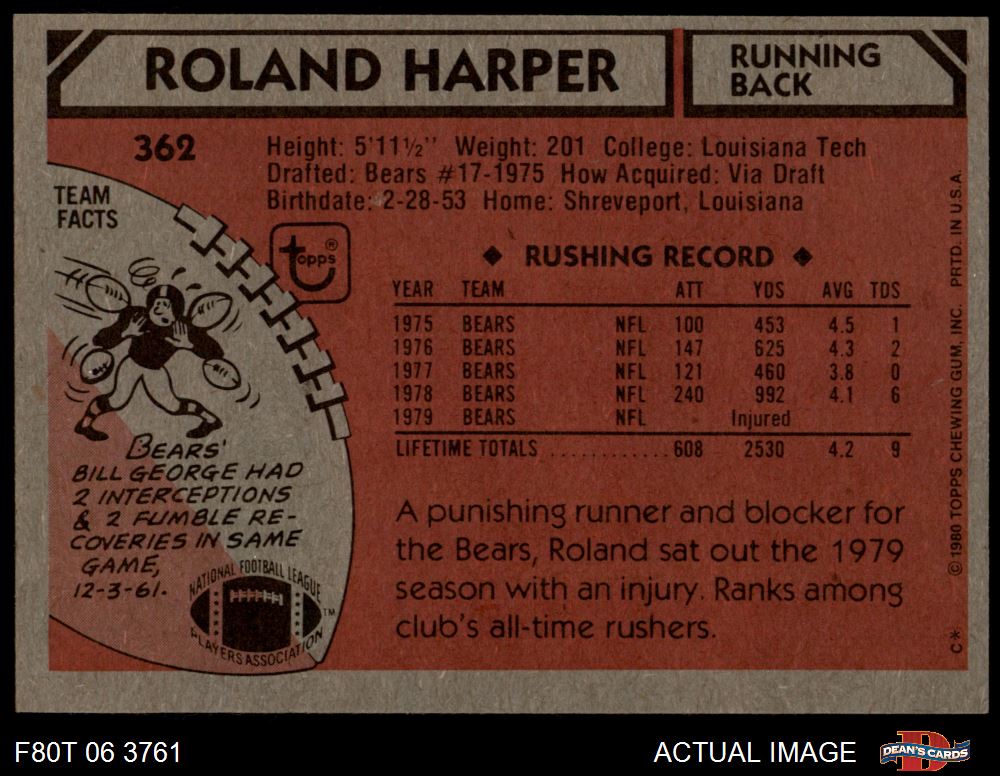 ROLAND HARPER
RUNNING
BACK
362
Height: 5'11½'' Weight: 201 College: Louisiana Tech
Drafted: Bears #17-1975 How Acquired: Via Draft
Birthdate: 2-28-53 Home: Shreveport, Louisiana
TEAM
FACTS
topps®
◆ RUSHING RECORD ◆
YEAR TEAM ATT YDS AVG TDS
1975 BEARS NFL 100 453 4.5 1
1976 BEARS NFL 147 625 4.3 2
1977 BEARS NFL 121 460 3.8 0
1978 BEARS NFL 240 992 4.1 6
1979 BEARS NFL Injured
LIFETIME TOTALS ............608 2530 4.2 9
BEARS'
BILL GEORGE HAD
2 INTERCEPTIONS
& 2 FUMBLE RE-
COVERIES IN SAME
GAME,
12-3-61.
NATIONAL FOOTBALL LEAGUE
PLAYERS ASSOCIATION
TM
A punishing runner and blocker for
the Bears, Roland sat out the 1979
season with an injury. Ranks among
club's all-time rushers.
C* © 1980 TOPPS CHEWING GUM, INC. PRTD. IN U.S.A.
F80T 06 3761
ACTUAL IMAGE
DEAN'S CARDS